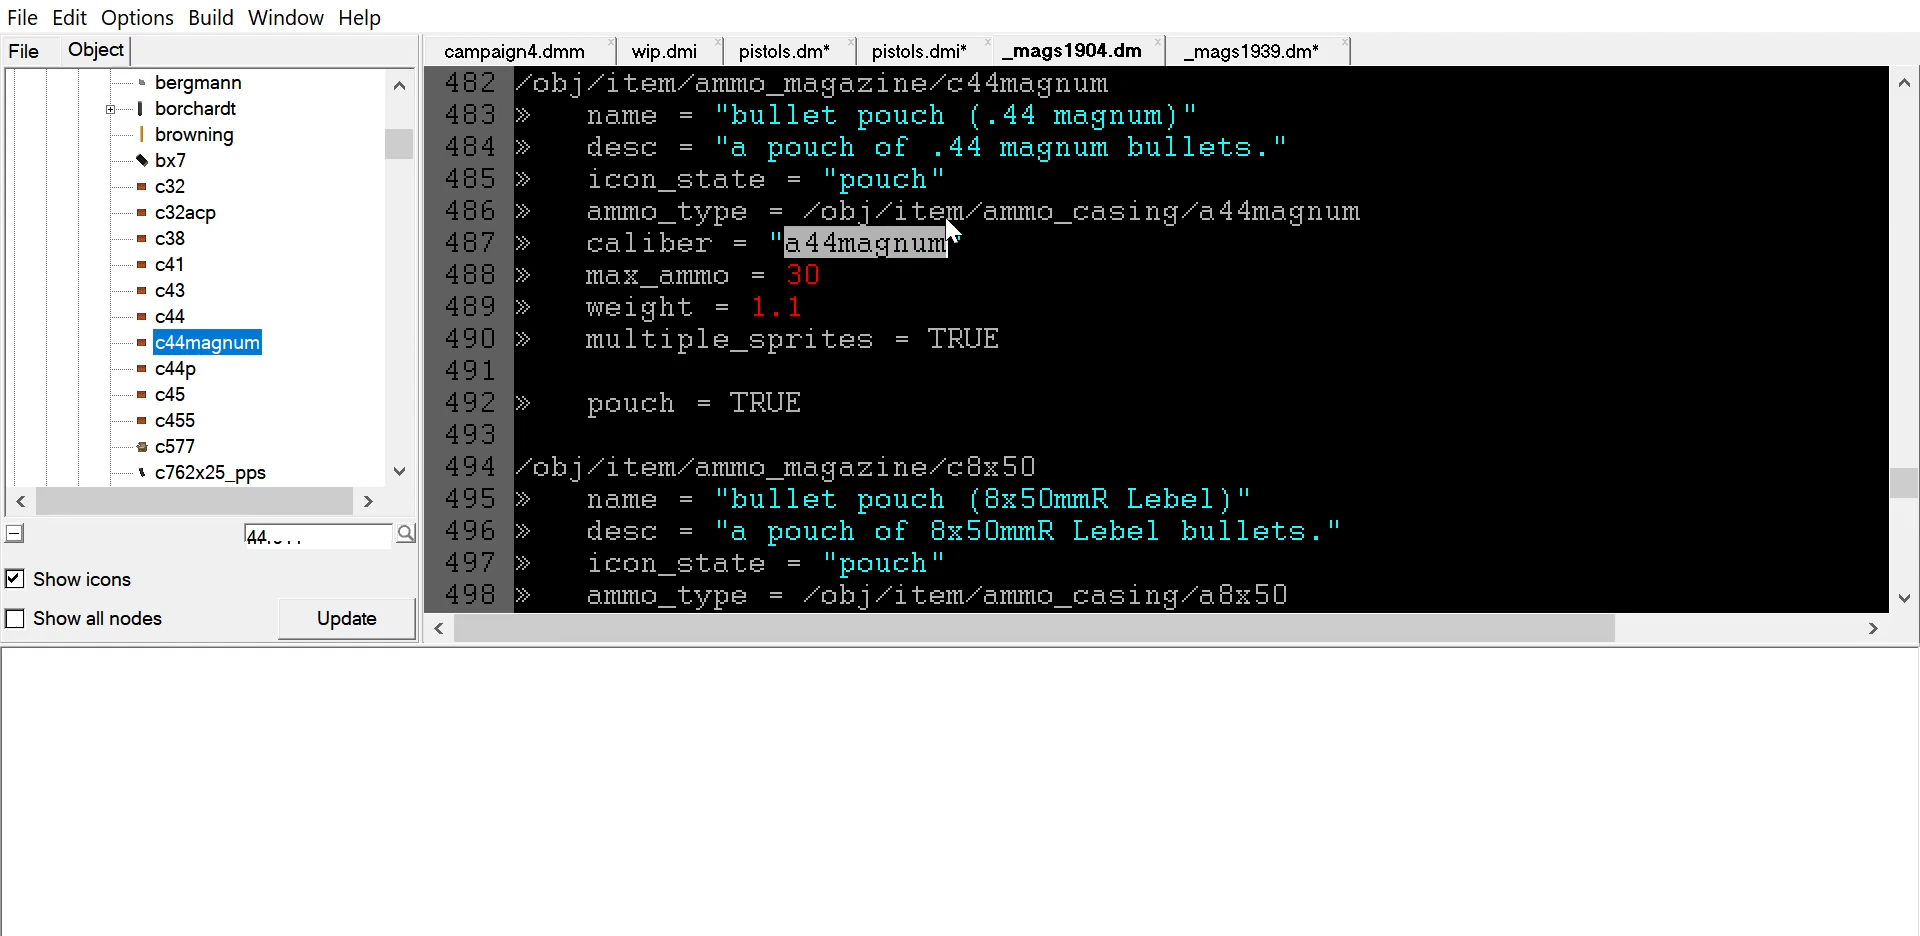 File Edit Options Build Window Help
File Object
bergmann
borchardt
browning
bx7
c32
c32acp
c38
c41
c43
c44
c44magnum
c44p
c45
c455
c577
c762x25_pps
Show icons
Show all nodes
Update
campaign4.dmm wip.dmi pistols.dm* pistols.dmi* _mags1904.dm _mags1939.dm*
482 /obj/item/ammo_magazine/c44magnum
483 » name = "bullet pouch (.44 magnum)"
484 » desc = "a pouch of .44 magnum bullets."
485 » icon_state = "pouch"
486 » ammo_type = /obj/item/ammo_casing/a44magnum
487 » caliber = "a44magnum"
488 » max_ammo = 30
489 » weight = 1.1
490 » multiple_sprites = TRUE
491
492 » pouch = TRUE
493
494 /obj/item/ammo_magazine/c8x50
495 » name = "bullet pouch (8x50mmR Lebel)"
496 » desc = "a pouch of 8x50mmR Lebel bullets."
497 » icon_state = "pouch"
498 » ammo_type = /obj/item/ammo_casing/a8x50